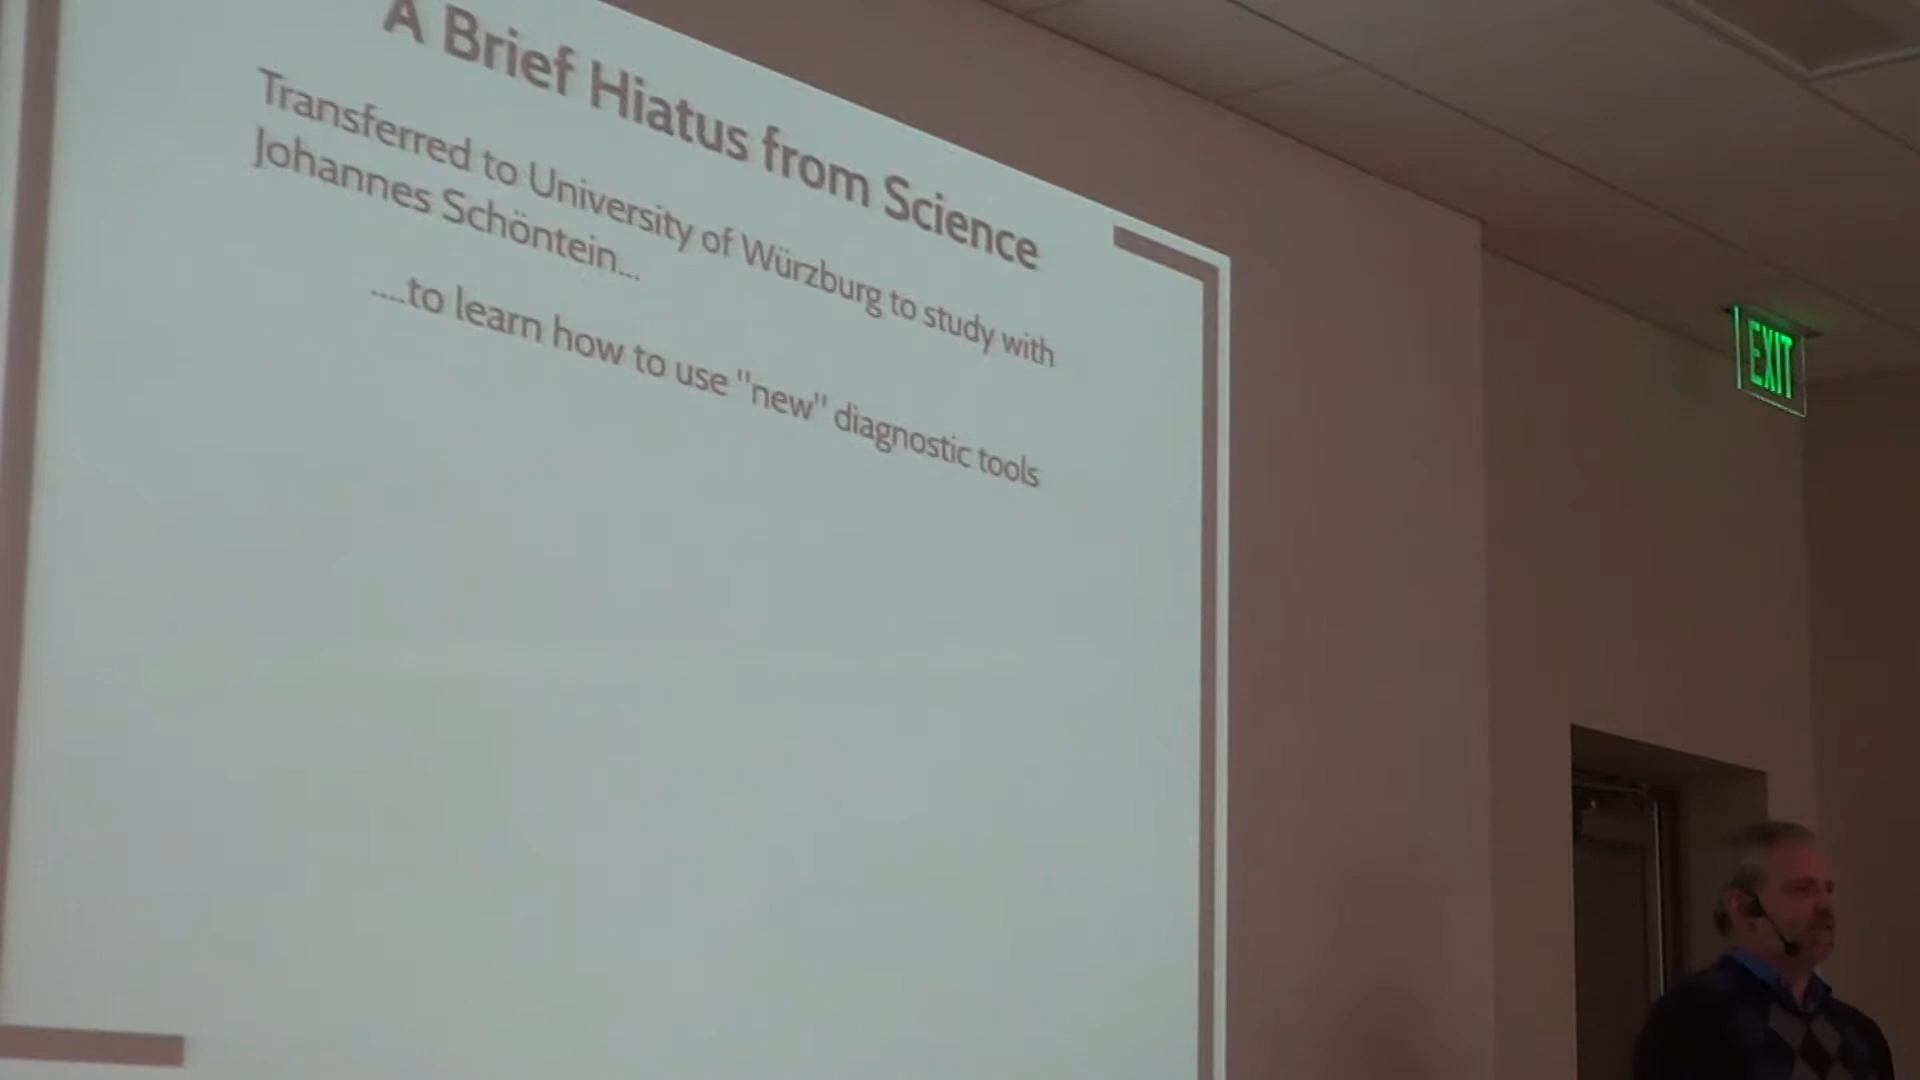 A Brief Hiatus from Science
Transferred to University of Würzburg to study with
Johannes Schöntein...
....to learn how to use "new" diagnostic tools
EXIT